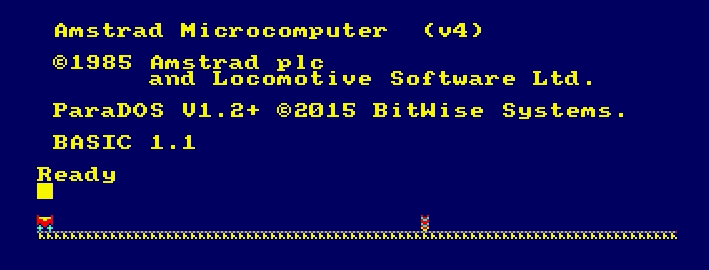 Amstrad Microcomputer (v4)
©1985 Amstrad plc
and Locomotive Software Ltd.
ParaDOS V1.2+ ©2015 BitWise Systems.
BASIC 1.1
Ready